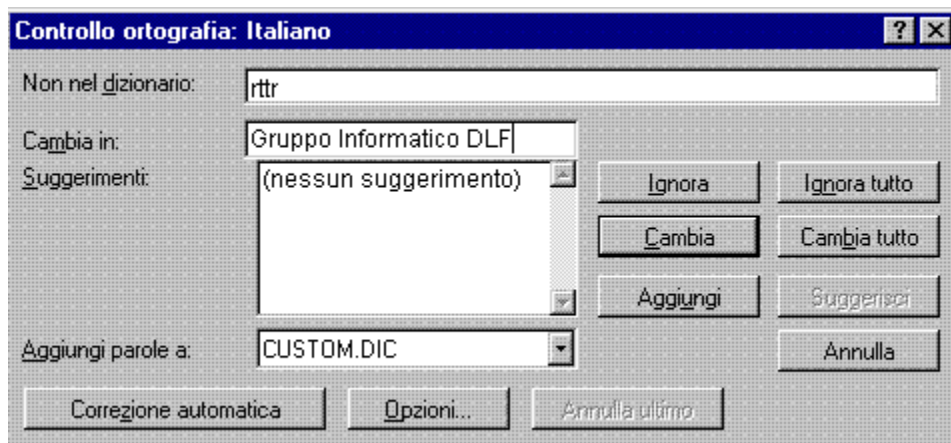 Controllo ortografia: Italiano
Non nel dizionario: rttr
Cambia in: Gruppo Informatico DLF
Suggerimenti: (nessun suggerimento) Ignora Ignora tutto
Cambia Cambia tutto
Aggiungi Suggerisci
Aggiungi parole a: CUSTOM.DIC Annulla
Correzione automatica Opzioni... Annulla ultimo